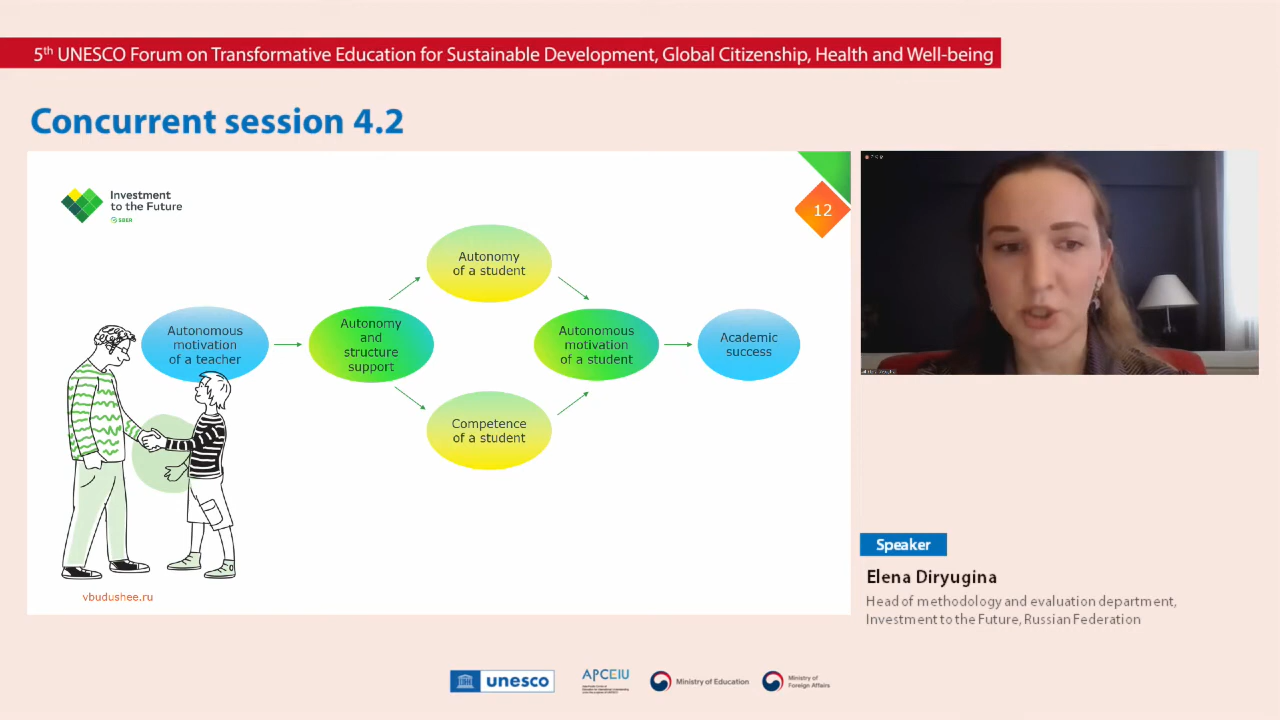 5th UNESCO Forum on Transformative Education for Sustainable Development, Global Citizenship, Health and Well-being
Concurrent session 4.2
Investment
to the Future
SBER
12
Autonomy
of a student
Autonomous
motivation
of a teacher
Autonomy
and
structure
support
Autonomous
motivation
of a student
Academic
success
Competence
of a student
vbudushee.ru
Speaker
Elena Diryugina
Head of methodology and evaluation department,
Investment to the Future, Russian Federation
unesco
APCEIU
Ministry of Education
Ministry of
Foreign Affairs